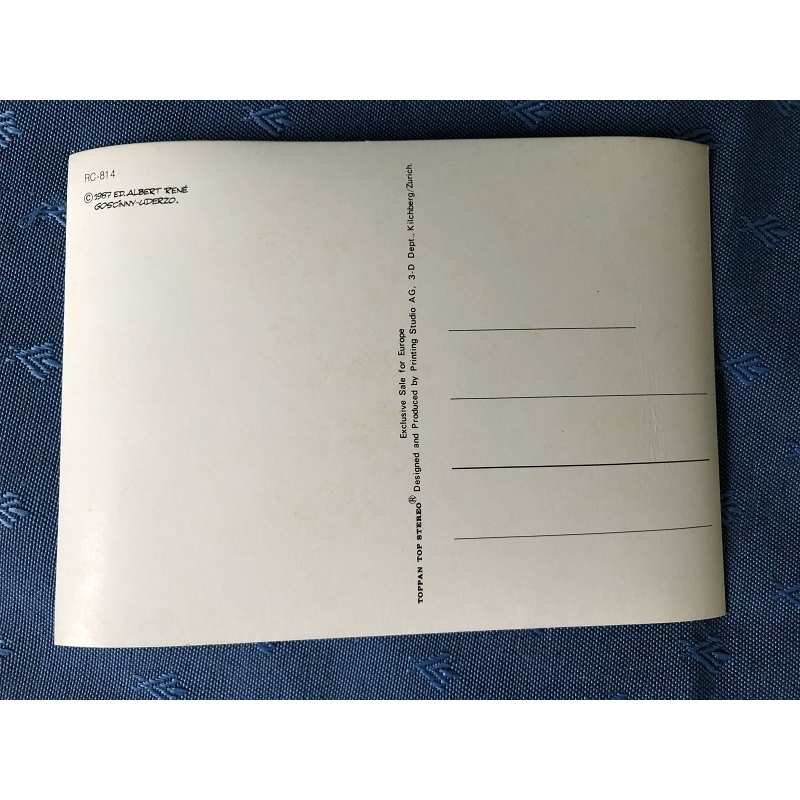 RC-814
© 1987 ED. ALBERT RENÉ
GOSCINNY-UDERZO.
Exclusive Sale for Europe
TOPPAN TOP STEREO® Designed and Produced by Printing Studio AG, 3-D Dept., Kilchberg/Zurich.